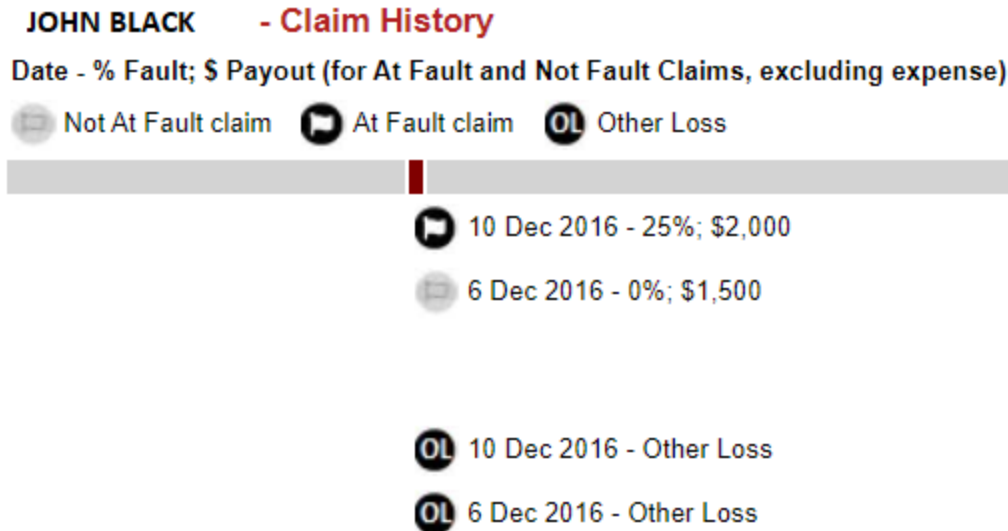 JOHN BLACK - Claim History
Date - % Fault; $ Payout (for At Fault and Not Fault Claims, excluding expense)
Not At Fault claim At Fault claim OL Other Loss
10 Dec 2016 - 25%; $2,000
6 Dec 2016 - 0%; $1,500
OL 10 Dec 2016 - Other Loss
OL 6 Dec 2016 - Other Loss